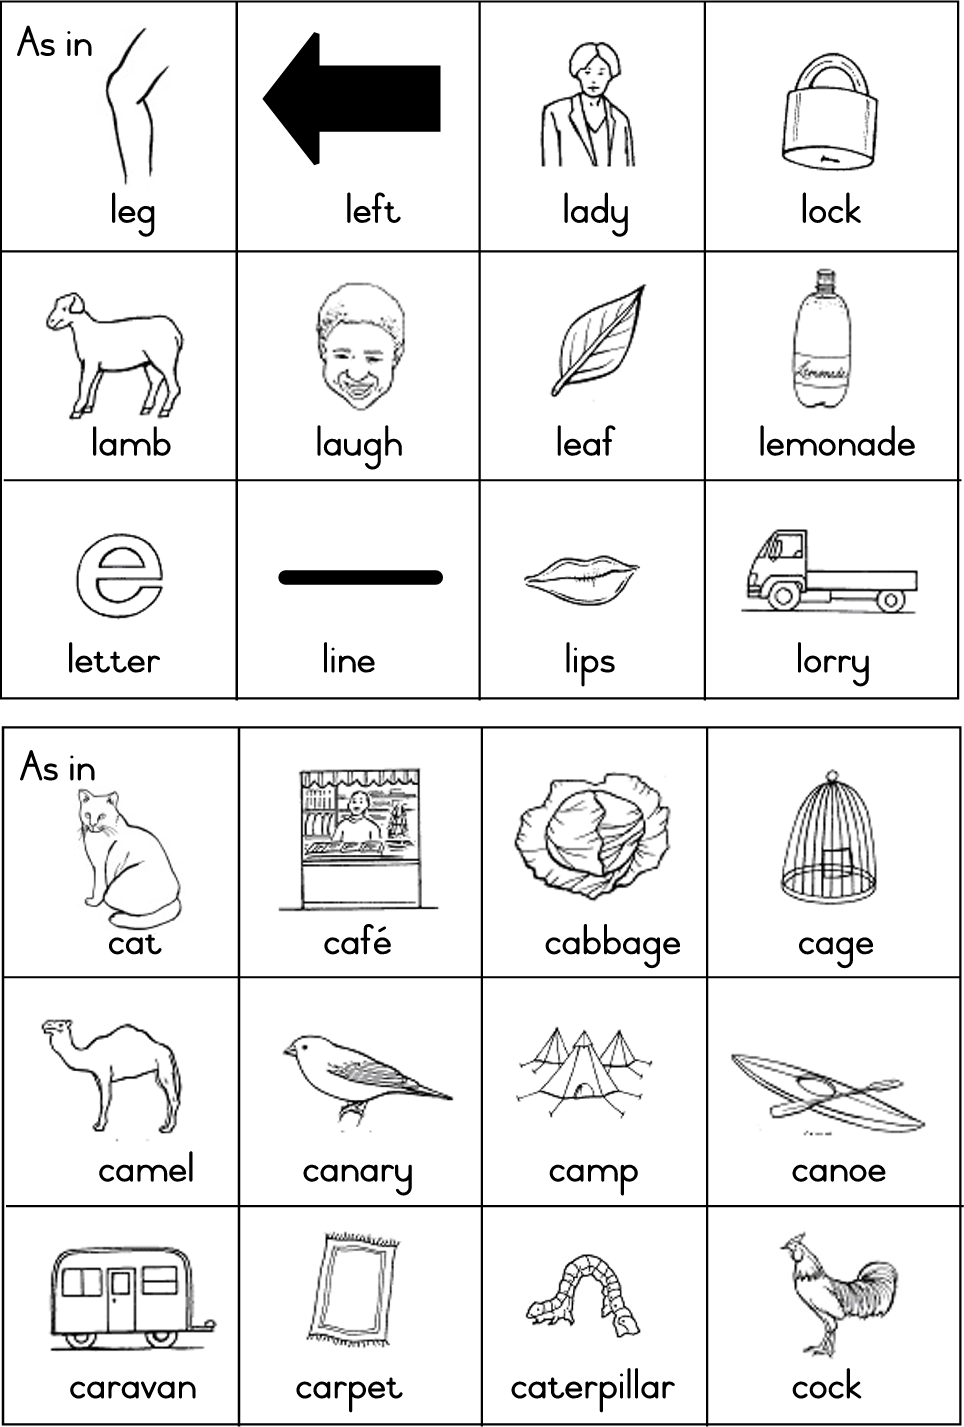 As in
leg left lady lock
lamb laugh leaf lemonade
Lemonade
letter line lips lorry
e
As in
cat café cabbage cage
camel canary camp canoe
caravan carpet caterpillar cock